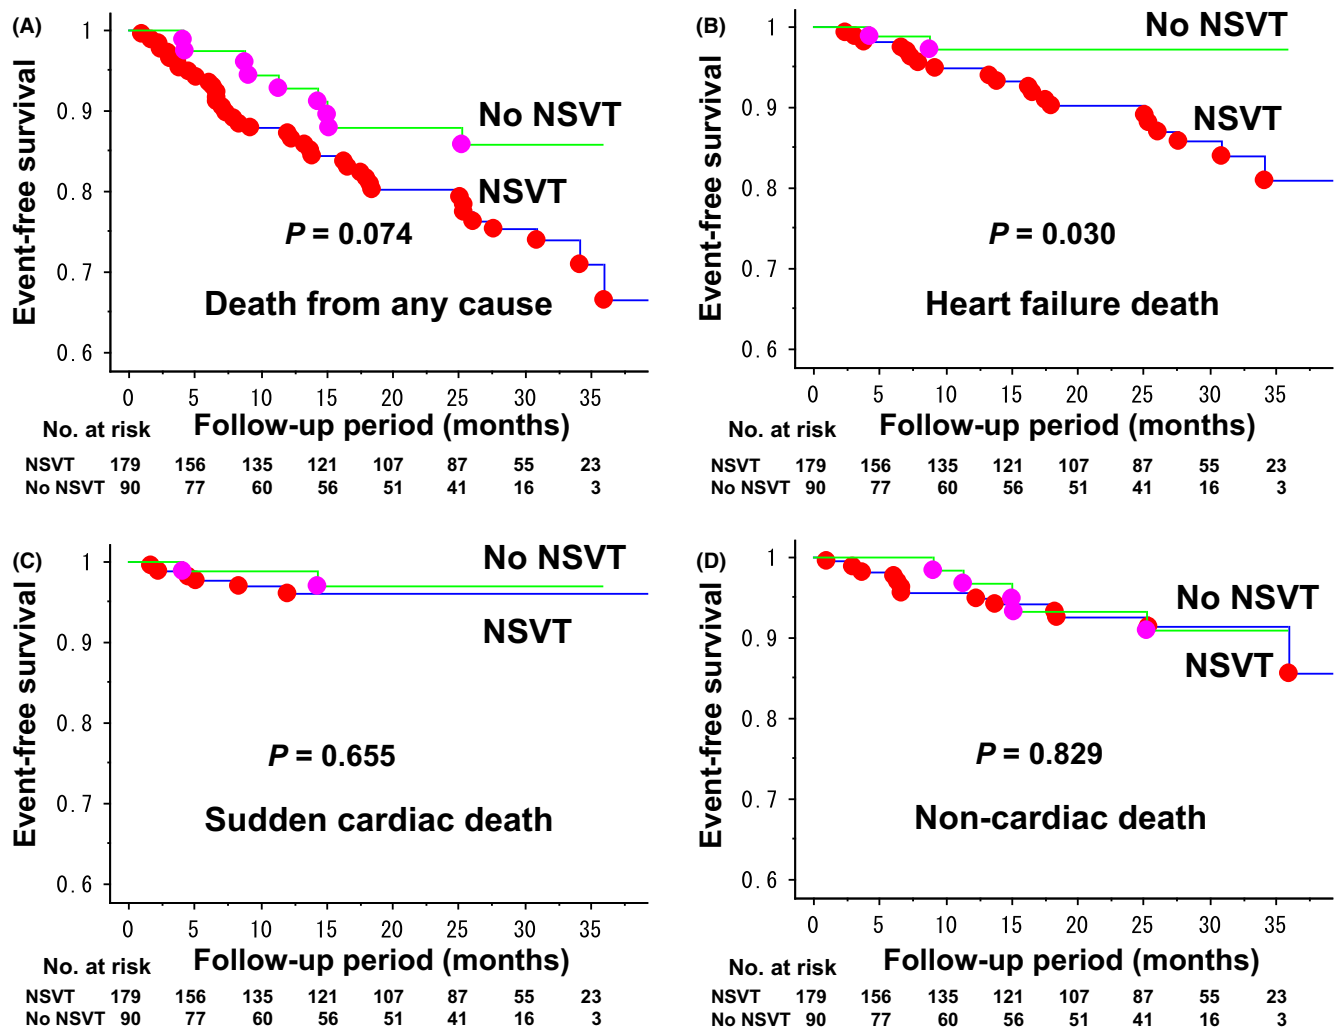 (A)
Event-free survival
1
0.9
0.8
0.7
0.6
No NSVT
NSVT
P = 0.074
Death from any cause
0 5 10 15 20 25 30 35
No. at risk Follow-up period (months)
NSVT 179 156 135 121 107 87 55 23
No NSVT 90 77 60 56 51 41 16 3
(B)
Event-free survival
1
0.9
0.8
0.7
0.6
No NSVT
NSVT
P = 0.030
Heart failure death
0 5 10 15 20 25 30 35
No. at risk Follow-up period (months)
NSVT 179 156 135 121 107 87 55 23
No NSVT 90 77 60 56 51 41 16 3
(C)
Event-free survival
1
0.9
0.8
0.7
0.6
No NSVT
NSVT
P = 0.655
Sudden cardiac death
0 5 10 15 20 25 30 35
No. at risk Follow-up period (months)
NSVT 179 156 135 121 107 87 55 23
No NSVT 90 77 60 56 51 41 16 3
(D)
Event-free survival
1
0.9
0.8
0.7
0.6
No NSVT
NSVT
P = 0.829
Non-cardiac death
0 5 10 15 20 25 30 35
No. at risk Follow-up period (months)
NSVT 179 156 135 121 107 87 55 23
No NSVT 90 77 60 56 51 41 16 3